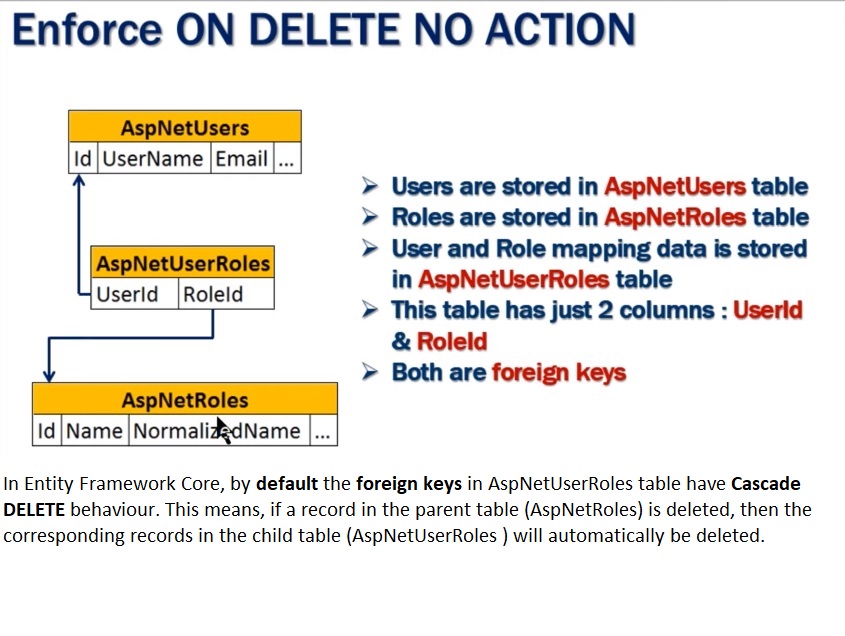 Enforce ON DELETE NO ACTION
AspNetUsers
Id UserName Email ...
AspNetUserRoles
UserId RoleId
AspNetRoles
Id Name NormalizedName ...
Users are stored in AspNetUsers table
Roles are stored in AspNetRoles table
User and Role mapping data is stored
in AspNetUserRoles table
This table has just 2 columns : UserId
& RoleId
Both are foreign keys
In Entity Framework Core, by default the foreign keys in AspNetUserRoles table have Cascade
DELETE behaviour. This means, if a record in the parent table (AspNetRoles) is deleted, then the
corresponding records in the child table (AspNetUserRoles ) will automatically be deleted.